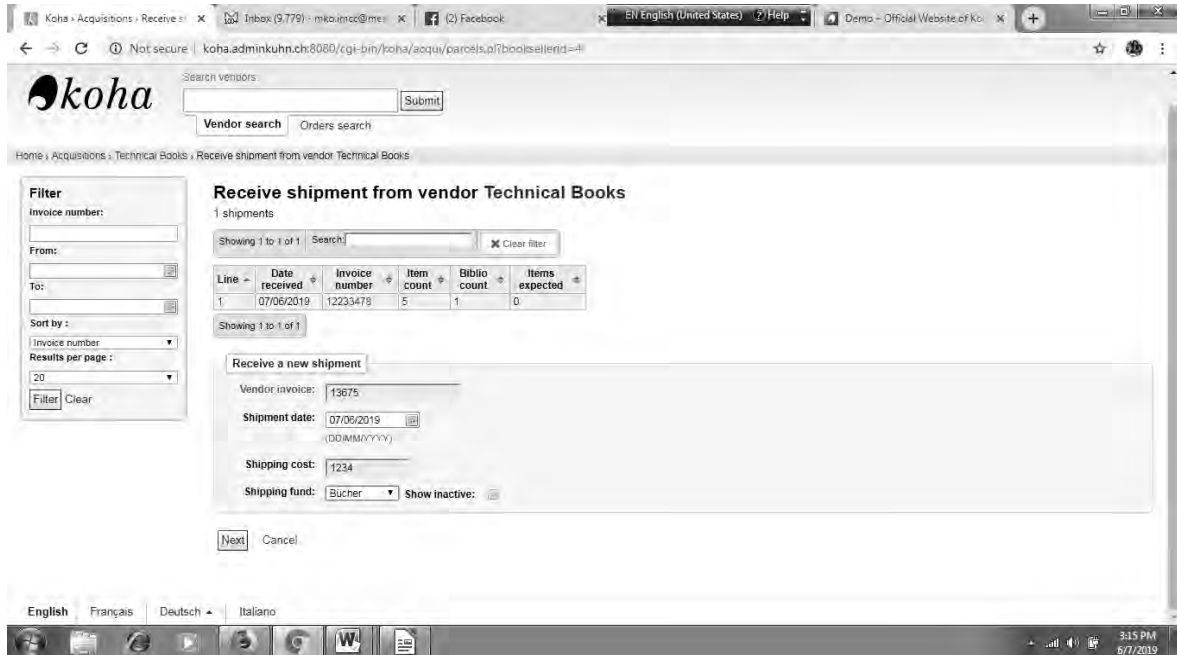 Koha › Acquisitions › Receive s
Inbox (9.779) - mko.mcc@me
(2) Facebook
EN English (United States) ? Help
Demo – Official Website of Ko
Not secure koha.adminkuhn.ch:8080/cgi-bin/koha/acqui/parcels.pl?booksellerid=4
koha
Search vendors
Submit
Vendor search Orders search
Home › Acquisitions › Technical Books › Receive shipment from vendor Technical Books
Filter
Invoice number:
From:
To:
Sort by :
Invoice number
Results per page :
20
Filter Clear
Receive shipment from vendor Technical Books
1 shipments
Showing 1 to 1 of 1 Search: Clear filter
Line Date received Invoice number Item count Biblio count Items expected
1 07/06/2019 12233478 5 1 0
Showing 1 to 1 of 1
Receive a new shipment
Vendor invoice: 13675
Shipment date: 07/06/2019
(DD/MM/YYYY)
Shipping cost: 1234
Shipping fund: Bücher Show inactive:
Next Cancel
English Français Deutsch Italiano
3:15 PM
6/7/2019